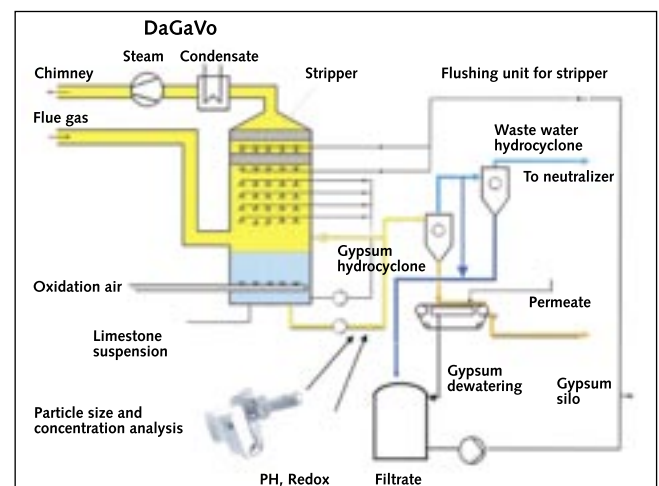 DaGaVo
Steam
Condensate
Chimney
Stripper
Flushing unit for stripper
Flue gas
Waste water
hydrocyclone
To neutralizer
Gypsum
hydrocyclone
Oxidation air
Permeate
Limestone
suspension
Gypsum
dewatering
Gypsum
silo
Particle size and
concentration analysis
PH, Redox
Filtrate